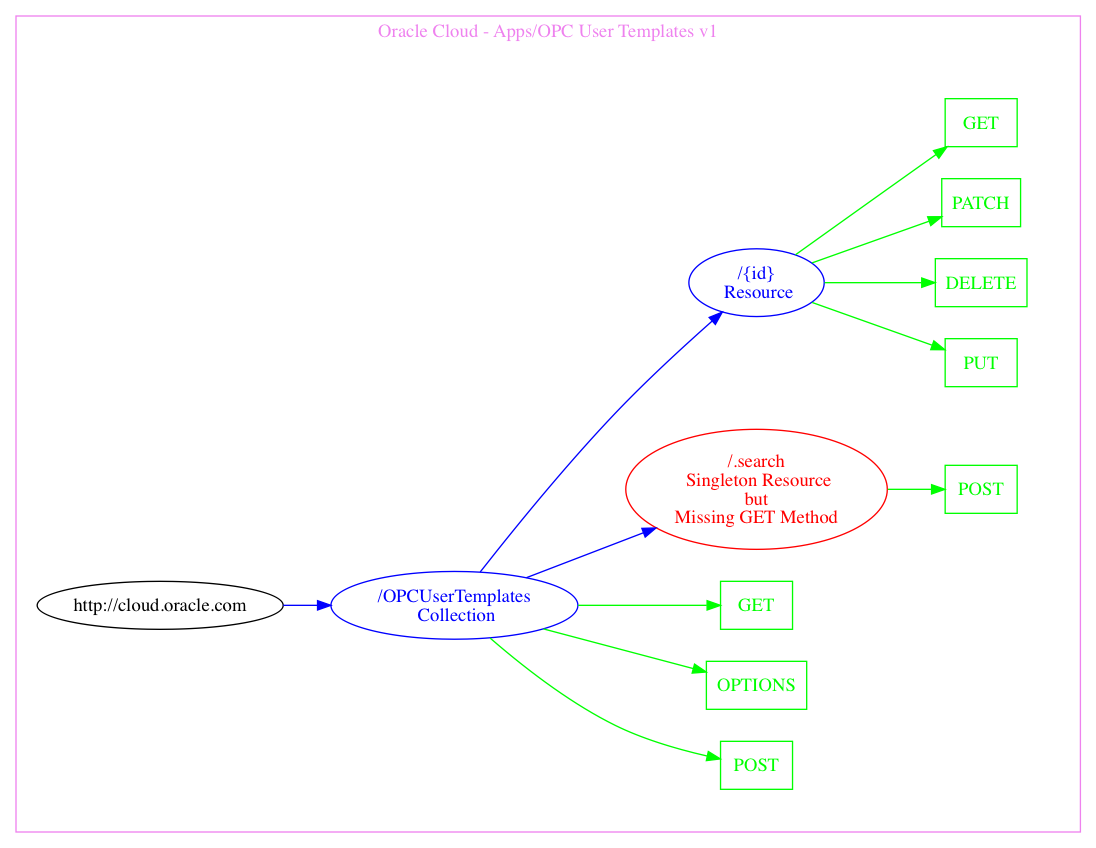 Oracle Cloud - Apps/OPC User Templates v1
GET
PATCH
/{id}
Resource
DELETE
PUT
/.search
Singleton Resource
but
Missing GET Method
POST
http://cloud.oracle.com
/OPCUserTemplates
Collection
GET
OPTIONS
POST